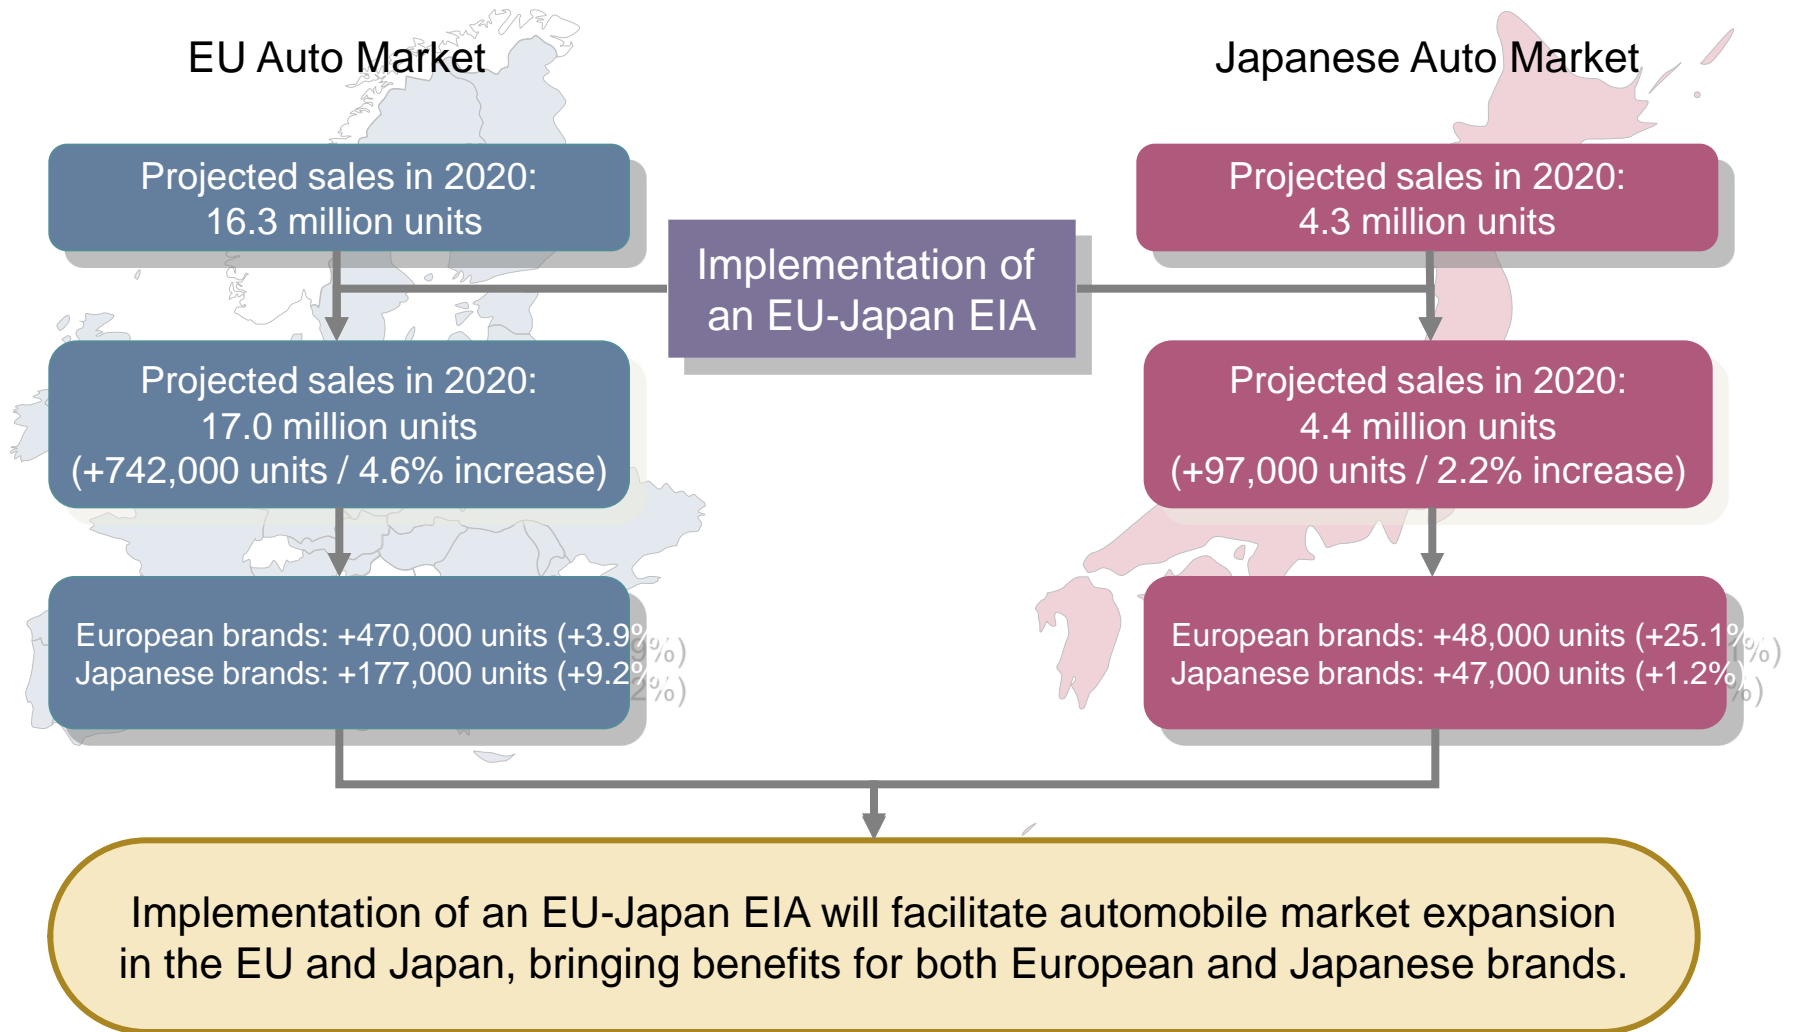 EU Auto Market
Japanese Auto Market
Projected sales in 2020:
16.3 million units
Projected sales in 2020:
4.3 million units
Implementation of
an EU-Japan EIA
Projected sales in 2020:
17.0 million units
(+742,000 units / 4.6% increase)
Projected sales in 2020:
4.4 million units
(+97,000 units / 2.2% increase)
European brands: +470,000 units (+3.9%)
Japanese brands: +177,000 units (+9.2%)
European brands: +48,000 units (+25.1%)
Japanese brands: +47,000 units (+1.2%)
Implementation of an EU-Japan EIA will facilitate automobile market expansion
in the EU and Japan, bringing benefits for both European and Japanese brands.